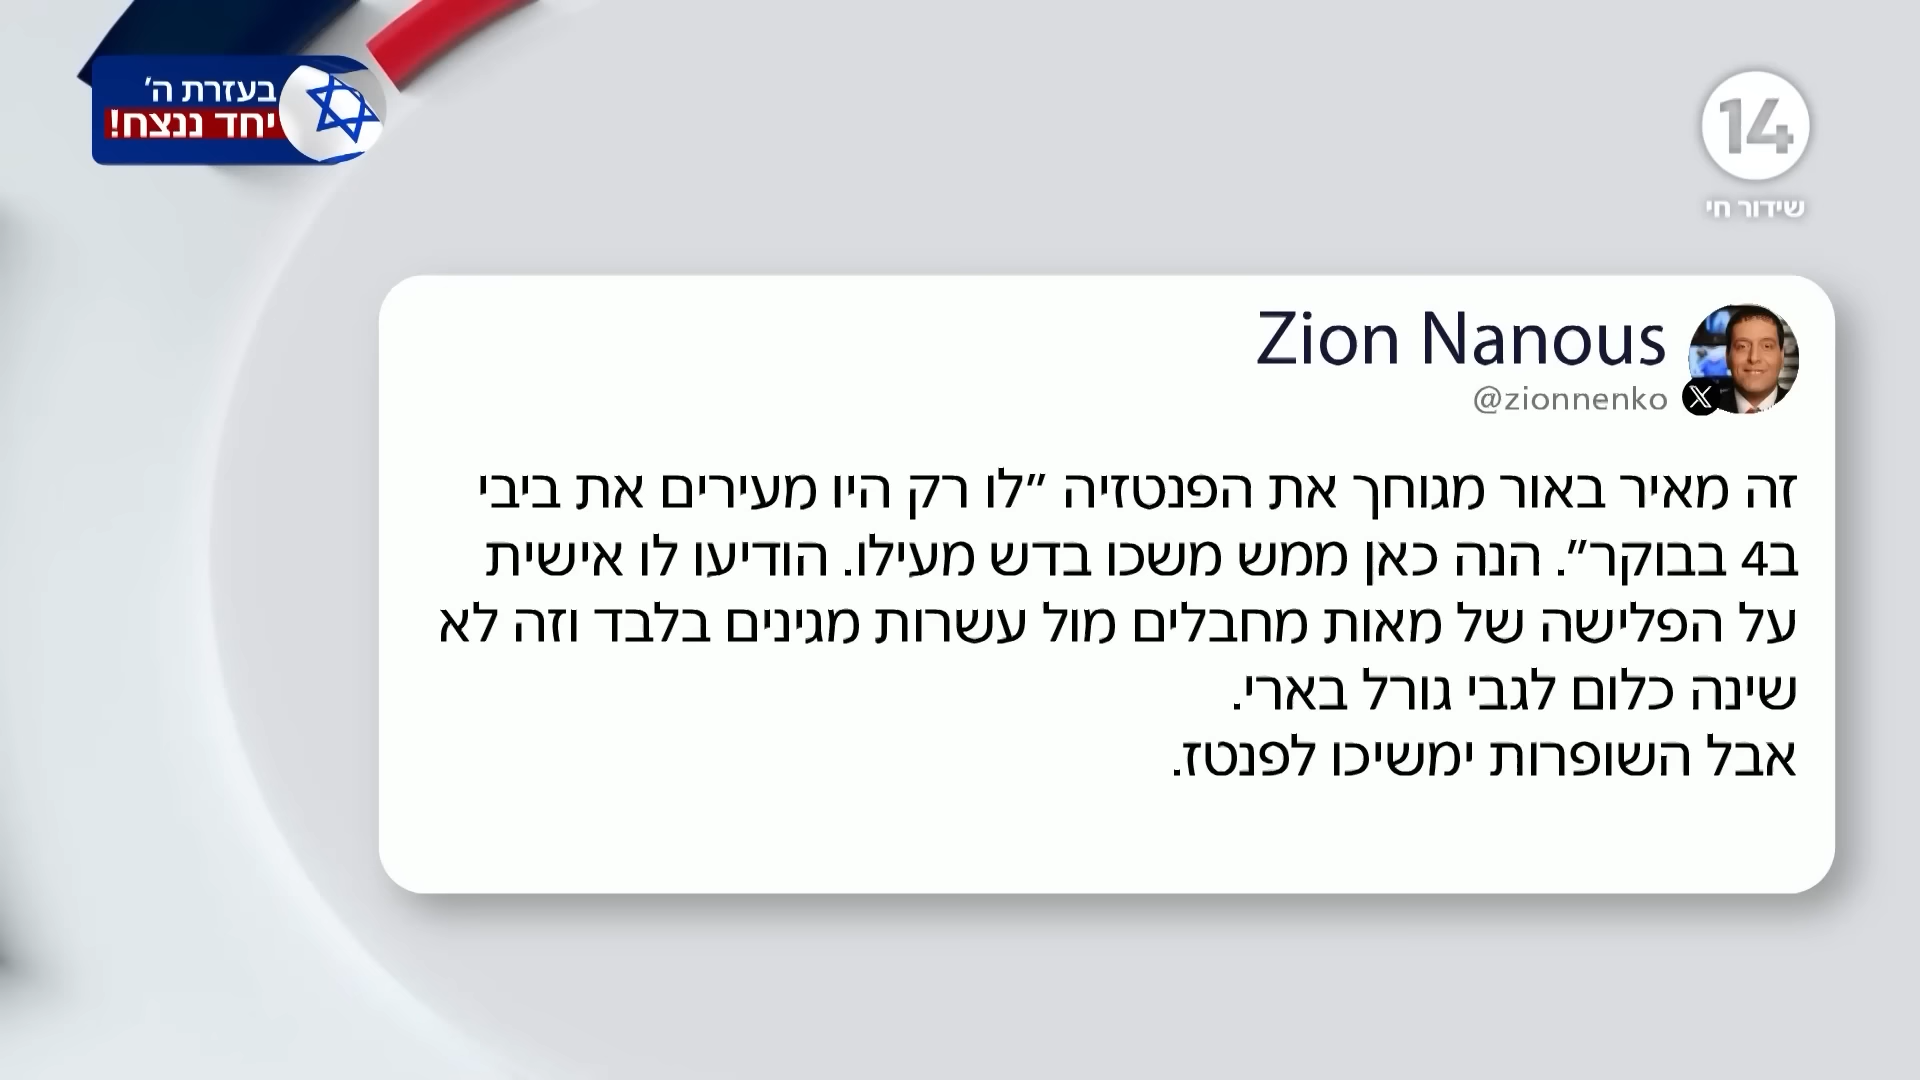 בעזרת ה׳
יחד ננצח!
14
שידור חי
Zion Nanous
@zionnenko
זה מאיר באור מגוחך את הפנטזיה ״לו רק היו מעירים את ביבי
ב4 בבוקר״. הנה כאן ממש משכו בדש מעילו. הודיעו לו אישית
על הפלישה של מאות מחבלים מול עשרות מגינים בלבד וזה לא
שינה כלום לגבי גורל בארי.
אבל השופרות ימשיכו לפנטז.